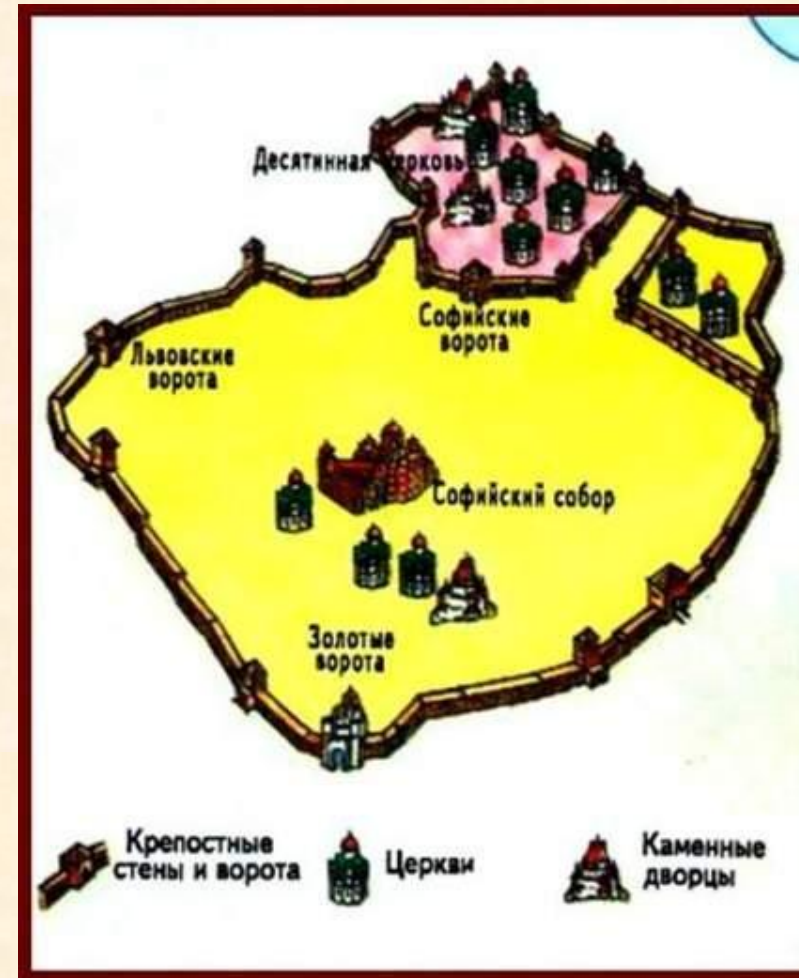 Десятинная церковь
Софийские
ворота
Львовские
ворота
Софийский собор
Золотые
ворота
Крепостные
стены и ворота
Церкви
Каменные
дворцы